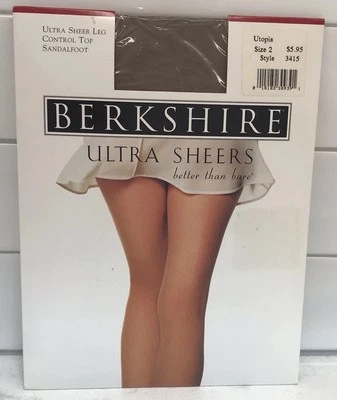 ULTRA SHEER LEG
CONTROL TOP
SANDALFOOT
Utopia
Size 2 $5.95
Style 3415
BERKSHIRE
ULTRA SHEERS
better than bare